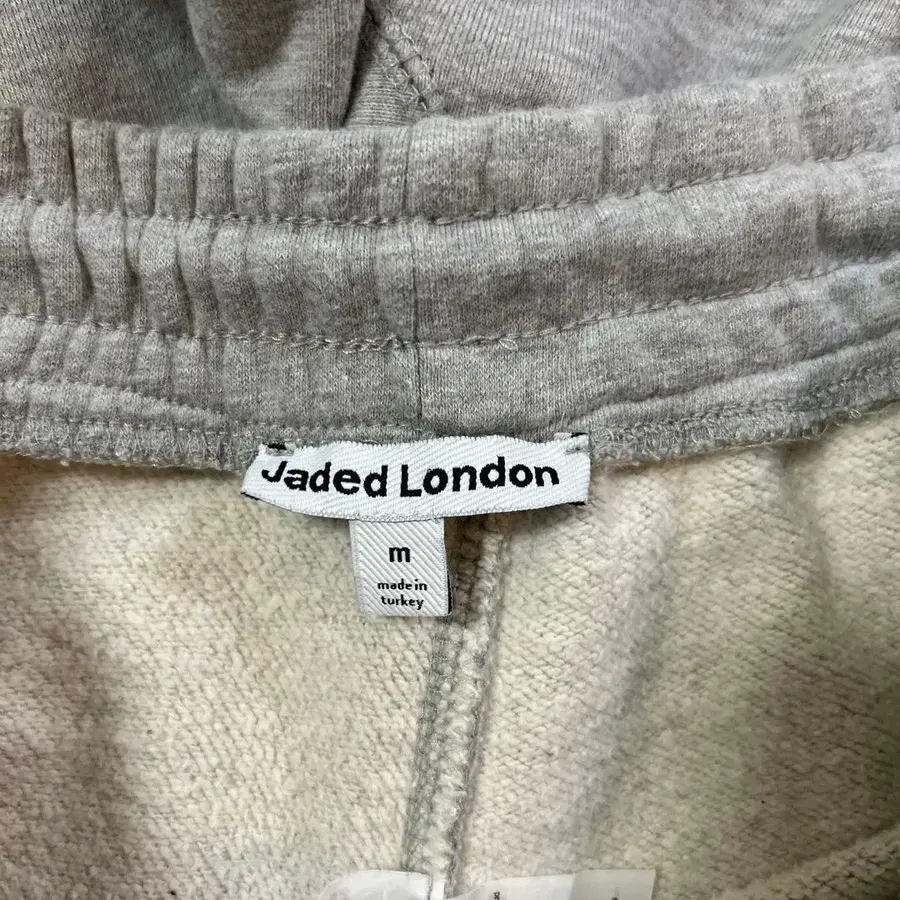 Jaded London
m
made in
turkey